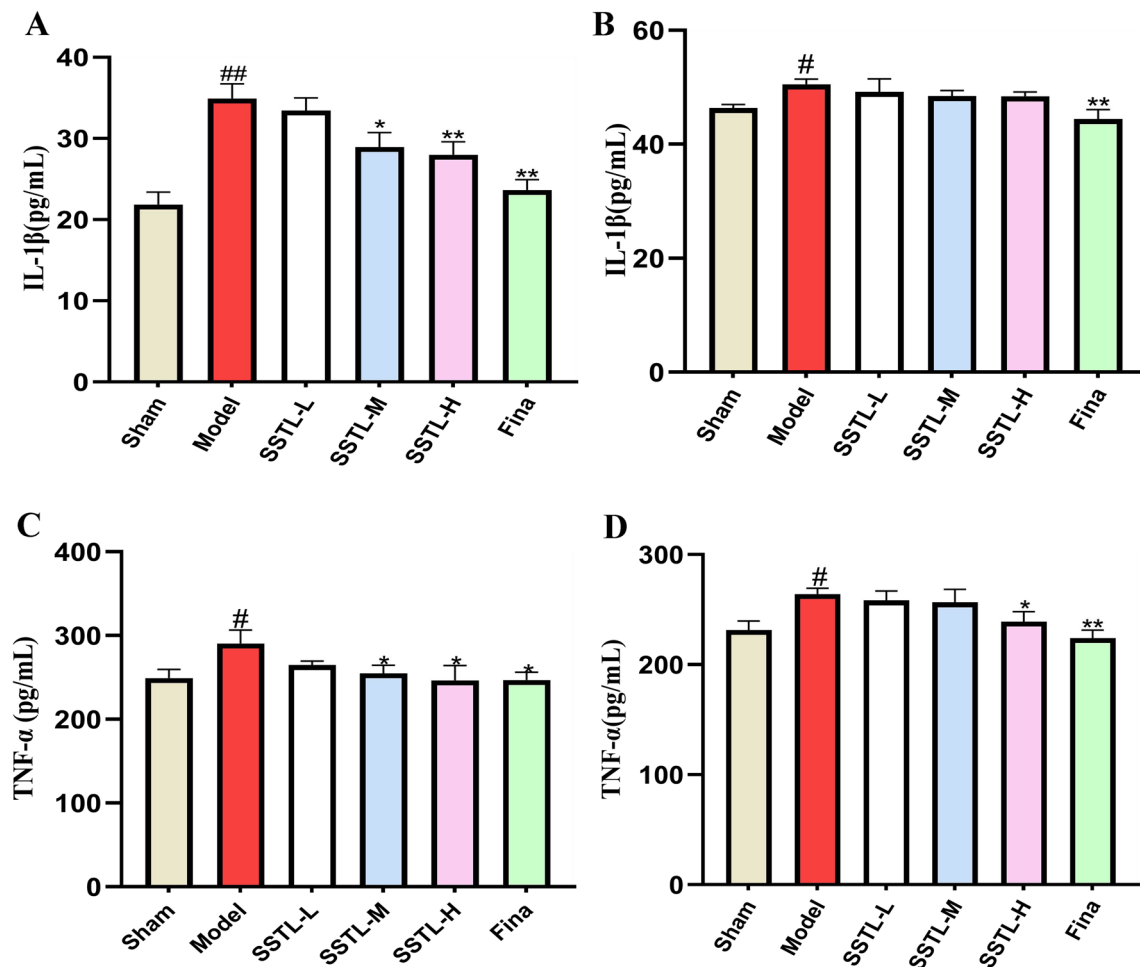 A
IL-1β(pg/mL)
40
30
20
10
0
##
*
**
**
Sham
Model
SSTL-L
SSTL-M
SSTL-H
Fina
B
IL-1β(pg/mL)
60
40
20
0
#
**
Sham
Model
SSTL-L
SSTL-M
SSTL-H
Fina
C
TNF-α (pg/mL)
400
300
200
100
0
#
*
*
*
Sham
Model
SSTL-L
SSTL-M
SSTL-H
Fina
D
TNF-α(pg/mL)
300
200
100
0
#
*
**
Sham
Model
SSTL-L
SSTL-M
SSTL-H
Fina